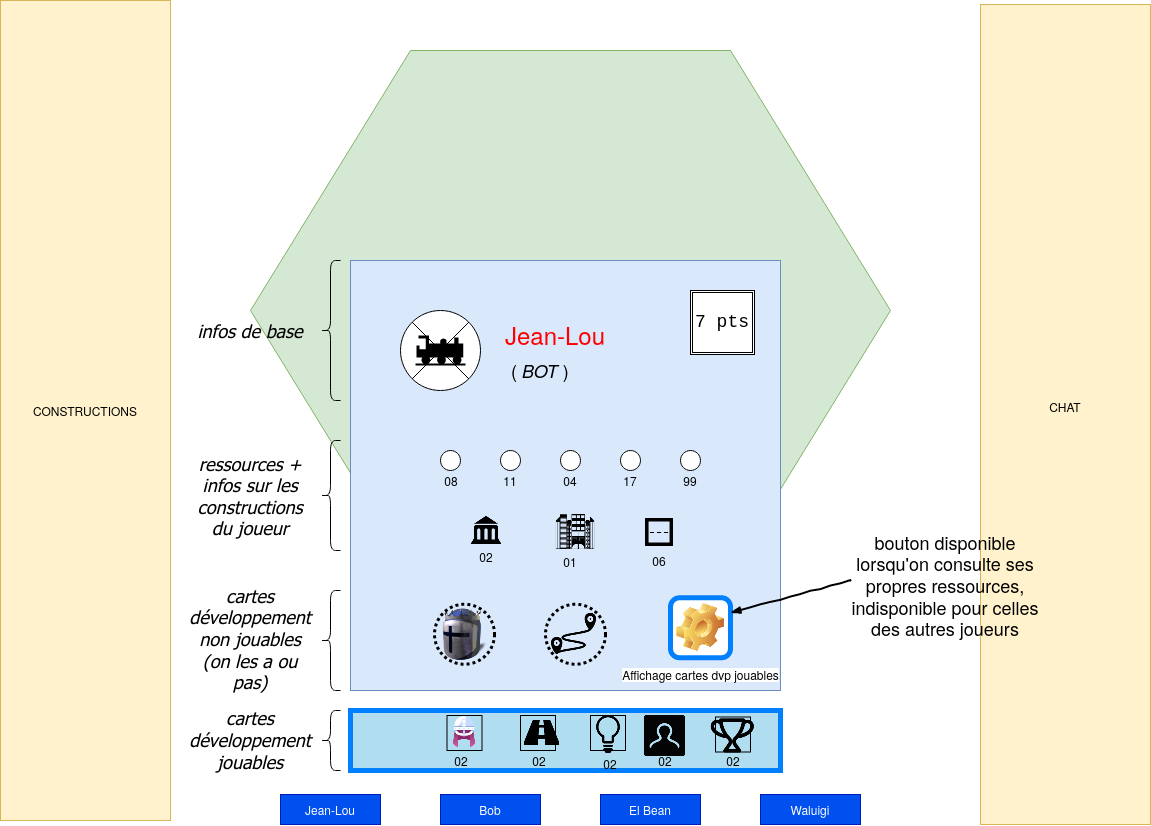 infos de base
7 pts
Jean-Lou
( BOT )
CONSTRUCTIONS
CHAT
ressources +
infos sur les
constructions
du joueur
08
11
04
17
99
02
01
06
bouton disponible
lorsqu'on consulte ses
propres ressources,
indisponible pour celles
des autres joueurs
cartes
développement
non jouables
(on les a ou
pas)
Affichage cartes dvp jouables
cartes
développement
jouables
02
02
02
02
02
Jean-Lou
Bob
El Bean
Waluigi